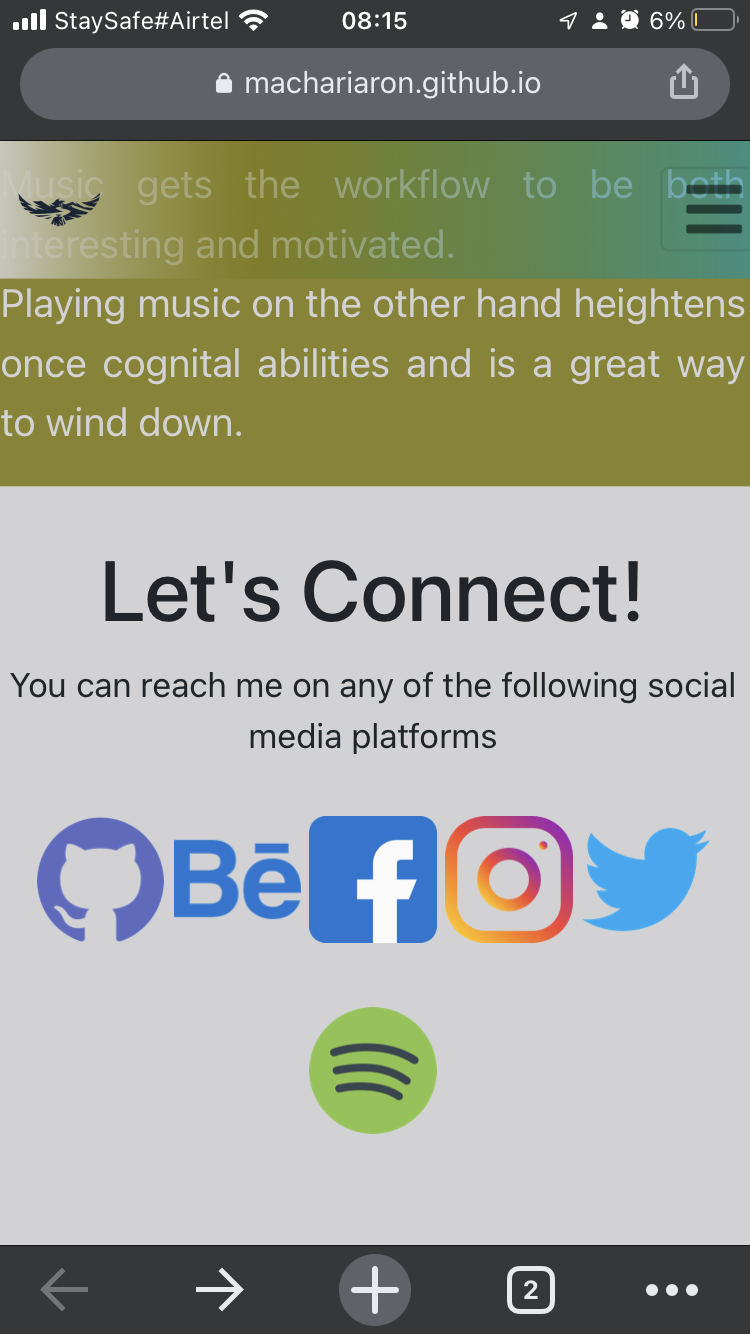 StaySafe#Airtel 08:15 6%
machariaron.github.io
Music gets the workflow to be both
interesting and motivated.
Playing music on the other hand heightens
once cognital abilities and is a great way
to wind down.
Let's Connect!
You can reach me on any of the following social
media platforms
Bē f
2